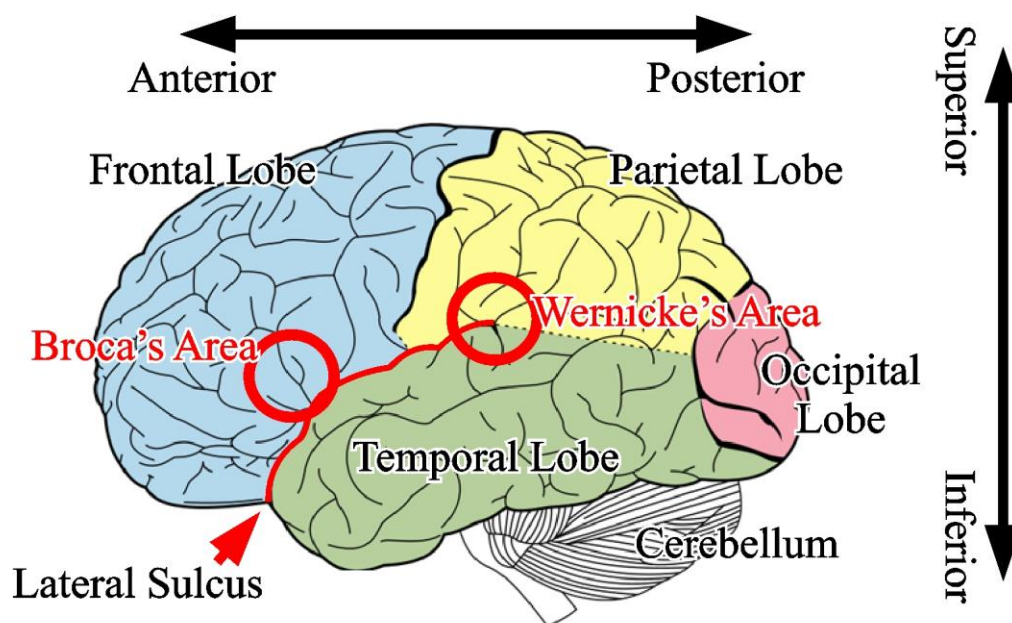 Anterior
Posterior
Superior
Frontal Lobe
Parietal Lobe
Broca's Area
Wernicke's Area
Occipital
Lobe
Temporal Lobe
Inferior
Cerebellum
Lateral Sulcus